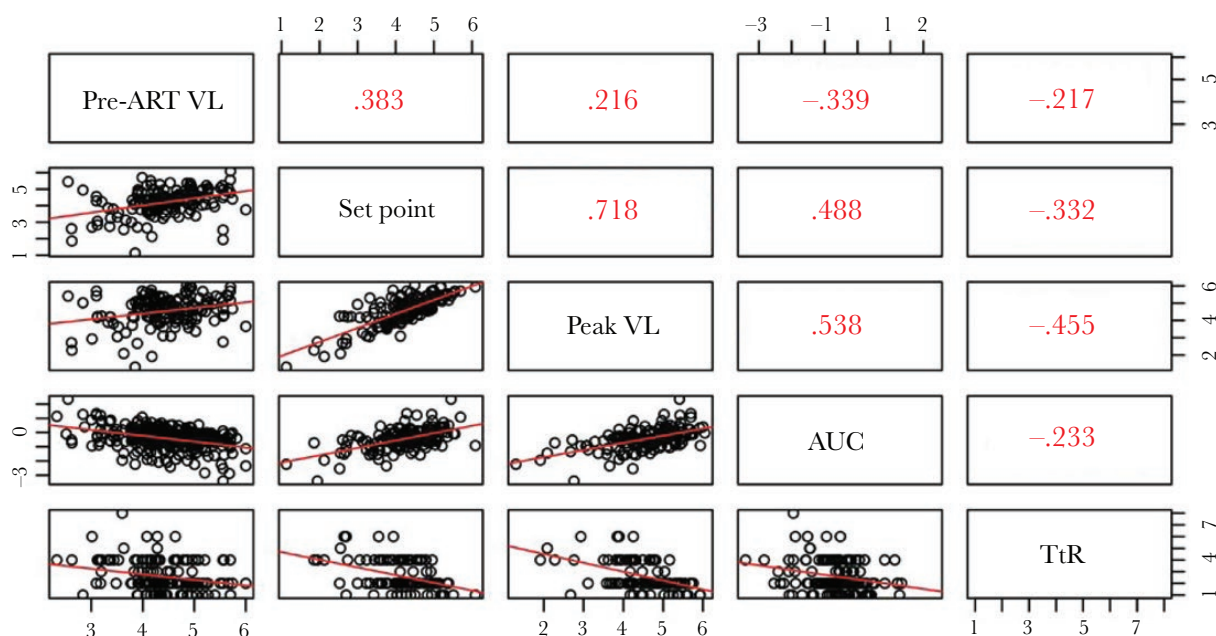 1 2 3 4 5 6 −3 −1 1 2
Pre-ART VL .383 .216 −.339 −.217 3 5
1 3 5 Set point .718 .488 −.332
Peak VL .538 −.455 2 4 6
−3 0 AUC −.233
TtR 1 4 7
3 4 5 6 2 3 4 5 6 1 3 5 7